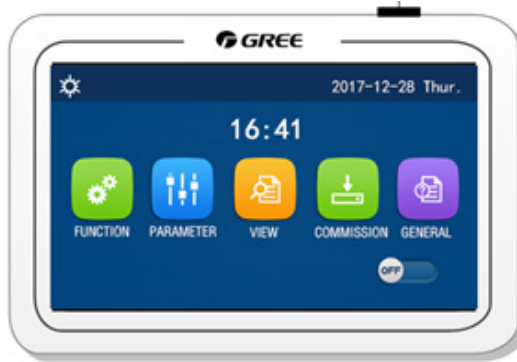 GREE
2017-12-28 Thur.
16:41
FUNCTION PARAMETER VIEW COMMISSION GENERAL
OFF